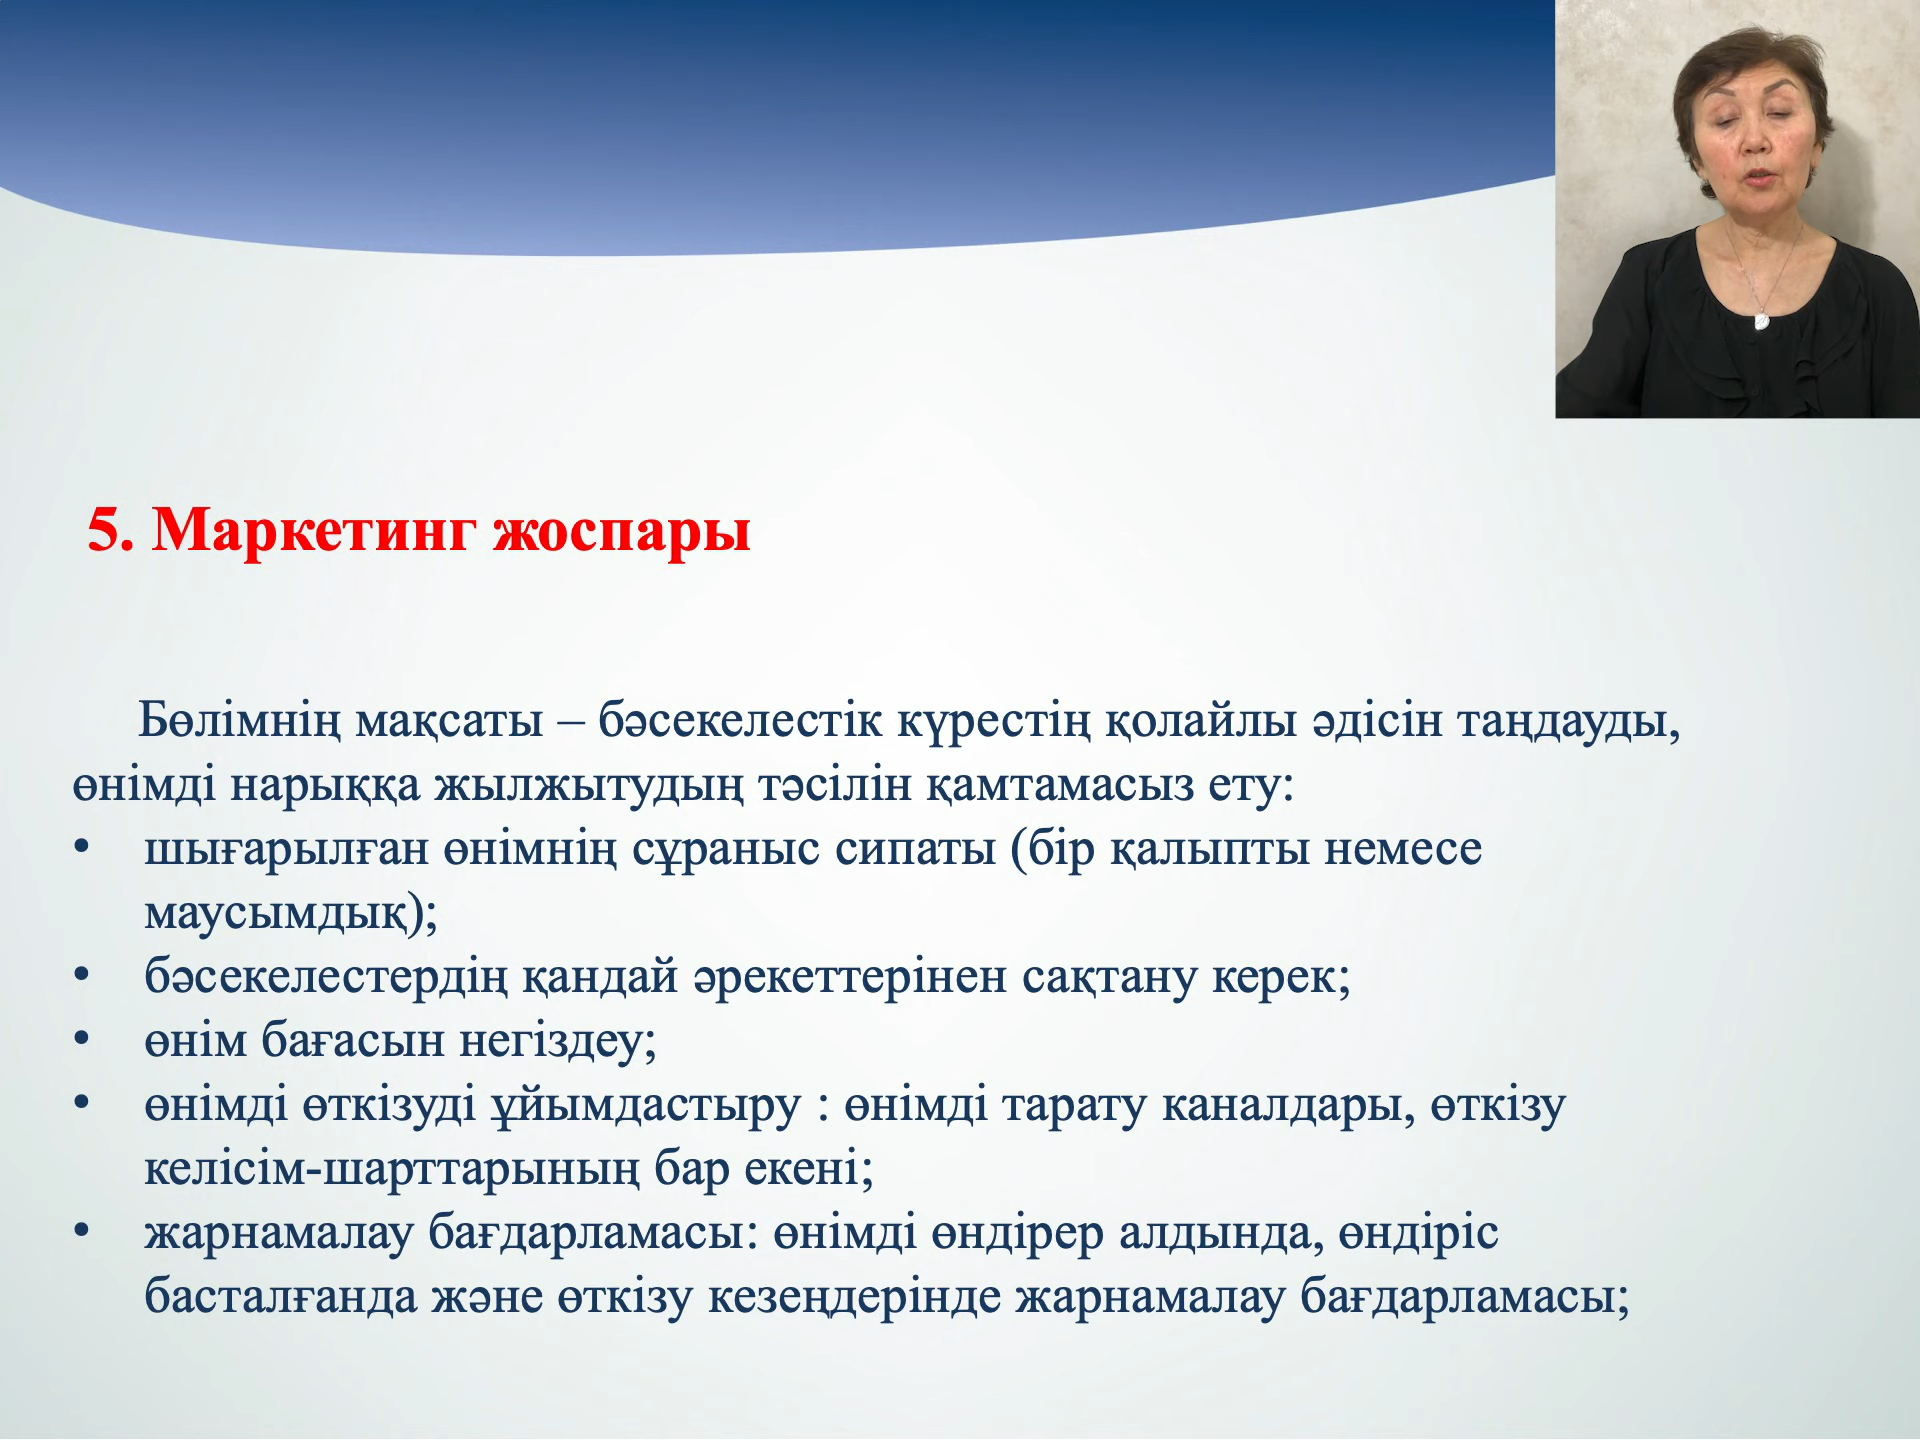 5. Маркетинг жоспары
Бөлімнің мақсаты – бәсекелестік күрестің қолайлы әдісін таңдауды,
өнімді нарыққа жылжытудың тәсілін қамтамасыз ету:
• шығарылған өнімнің сұраныс сипаты (бір қалыпты немесе
маусымдық);
• бәсекелестердің қандай әрекеттерінен сақтану керек;
• өнім бағасын негіздеу;
• өнімді өткізуді ұйымдастыру : өнімді тарату каналдары, өткізу
келісім-шарттарының бар екені;
• жарнамалау бағдарламасы: өнімді өндірер алдында, өндіріс
басталғанда және өткізу кезеңдерінде жарнамалау бағдарламасы;